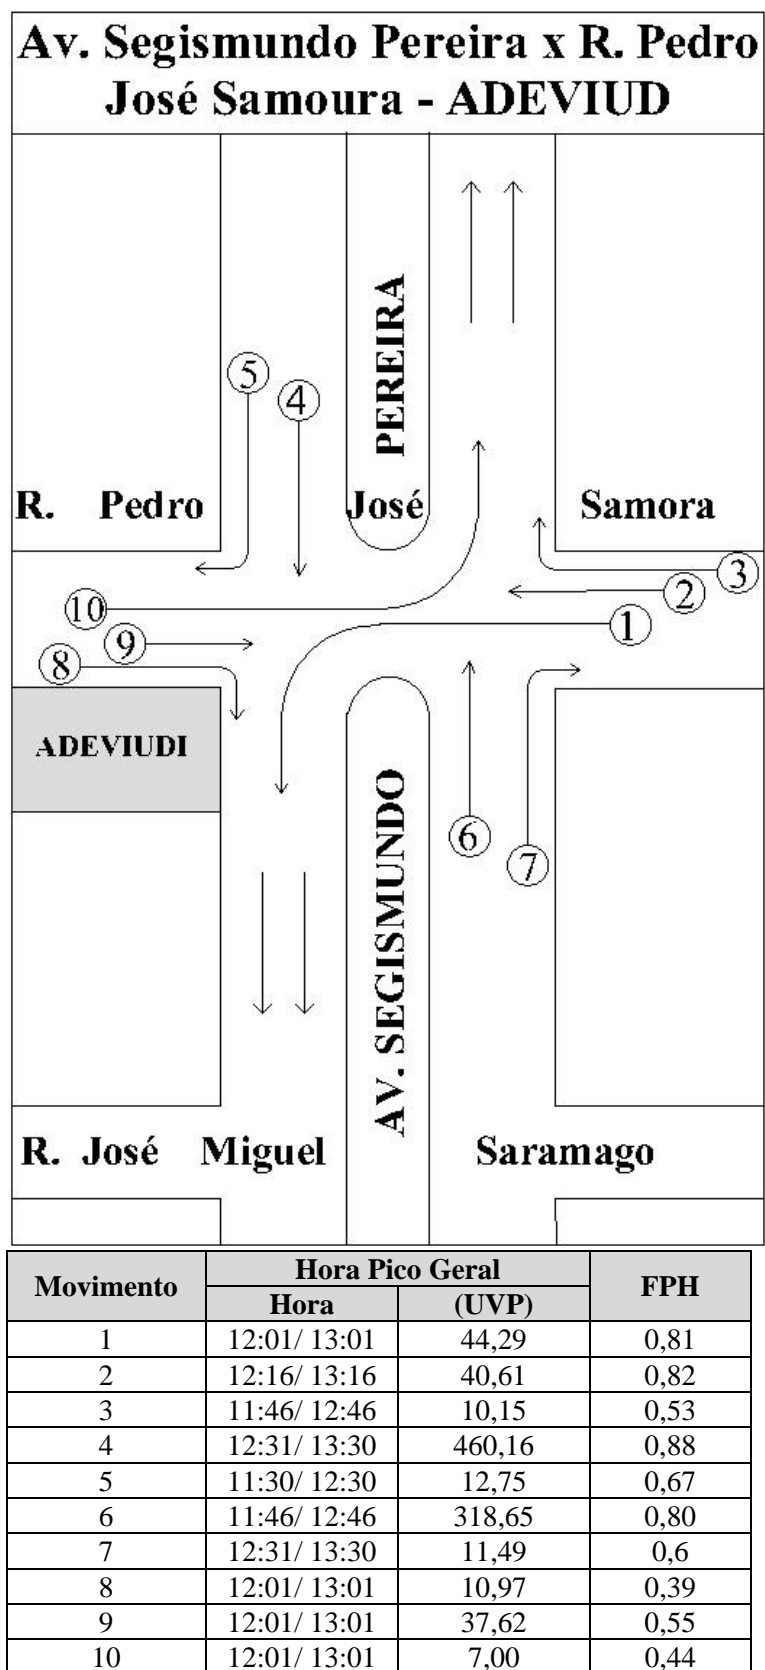 Av. Segismundo Pereira x R. Pedro
José Samoura - ADEVIUD
PEREIRA
5
4
R. Pedro José Samora
3
10
2
9
1
8
ADEVIUDI
AV. SEGISMUNDO
6
7
R. José Miguel Saramago
Movimento Hora Pico Geral FPH
Hora (UVP)
1 12:01/ 13:01 44,29 0,81
2 12:16/ 13:16 40,61 0,82
3 11:46/ 12:46 10,15 0,53
4 12:31/ 13:30 460,16 0,88
5 11:30/ 12:30 12,75 0,67
6 11:46/ 12:46 318,65 0,80
7 12:31/ 13:30 11,49 0,6
8 12:01/ 13:01 10,97 0,39
9 12:01/ 13:01 37,62 0,55
10 12:01/ 13:01 7,00 0,44